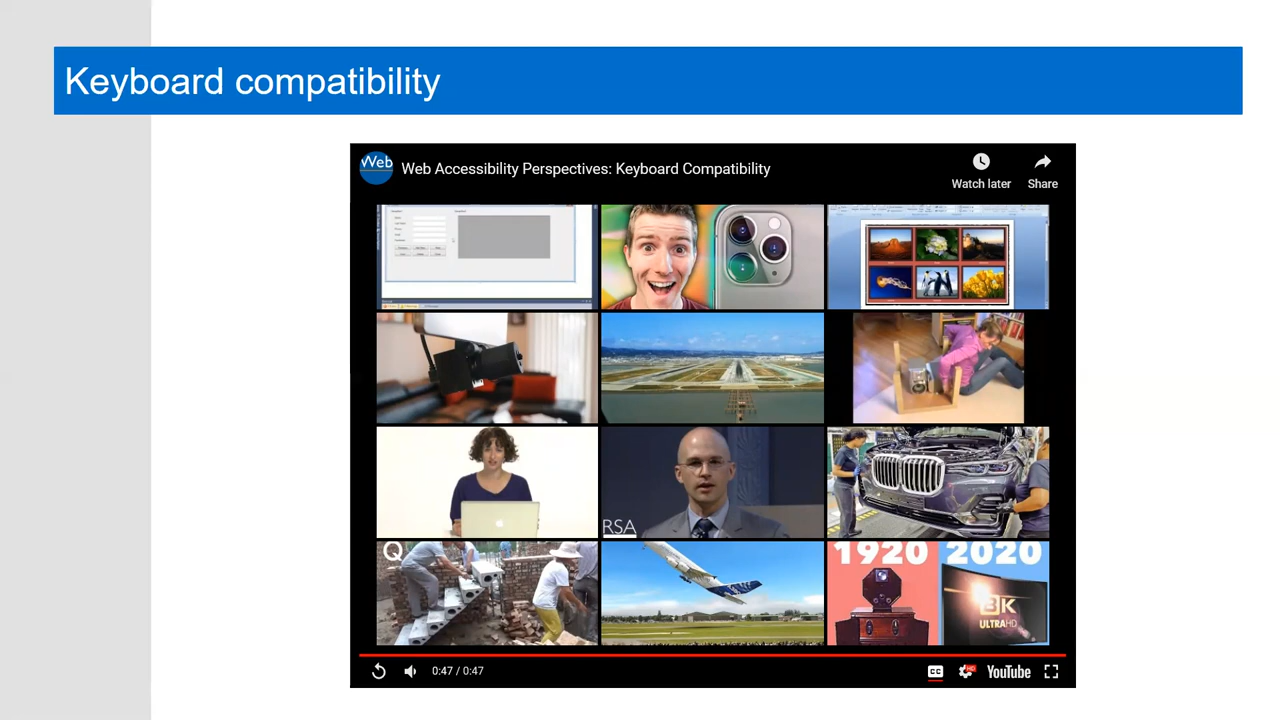 Keyboard compatibility
Web
Web Accessibility Perspectives: Keyboard Compatibility
Watch later
Share
RSA
Q
1920 2020
8K
ULTRAHD
0:47 / 0:47
CC
HD
YouTube